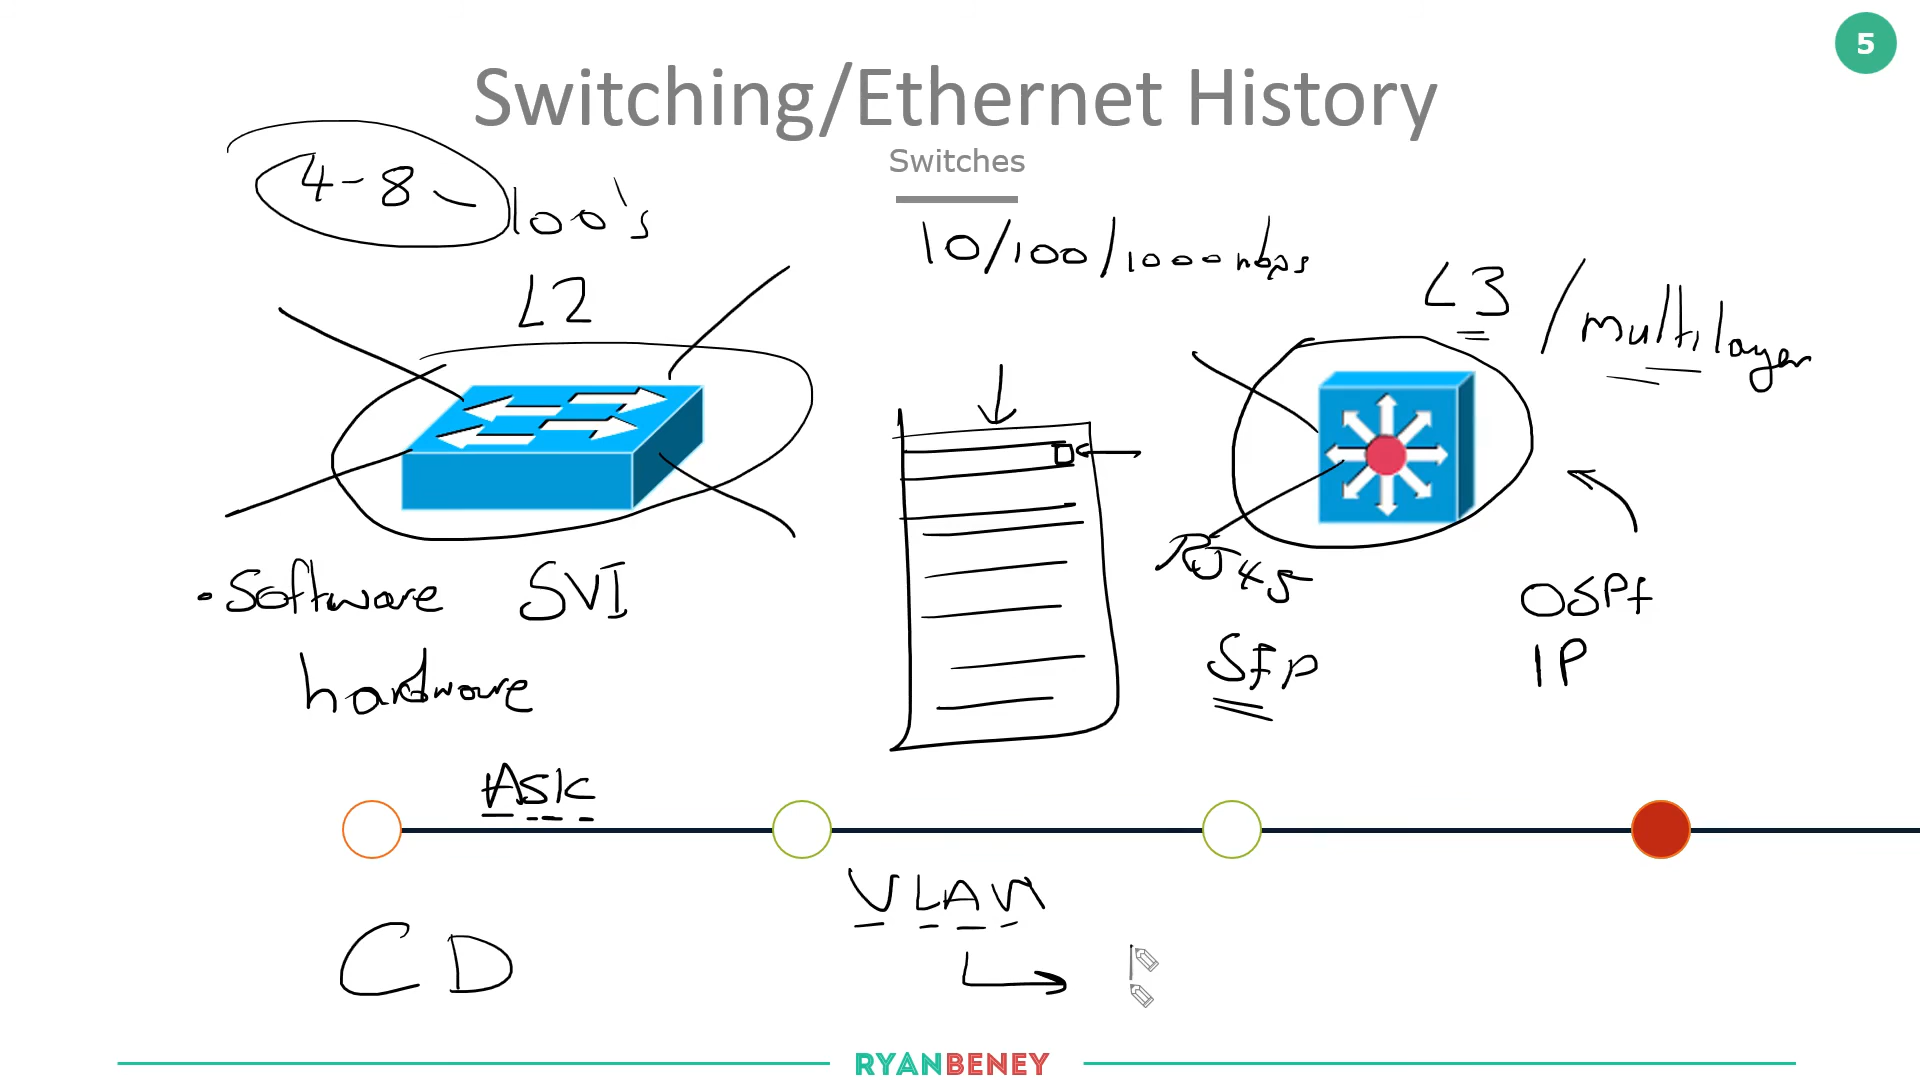 5
Switching/Ethernet History
Switches
4-8-100's
10/100/1000mbps
L2
L3/multilayer
RJ45
• Software SVI
OSPf
SFP
IP
hardware
ASIC
VLAN
CD
RYANBENEY